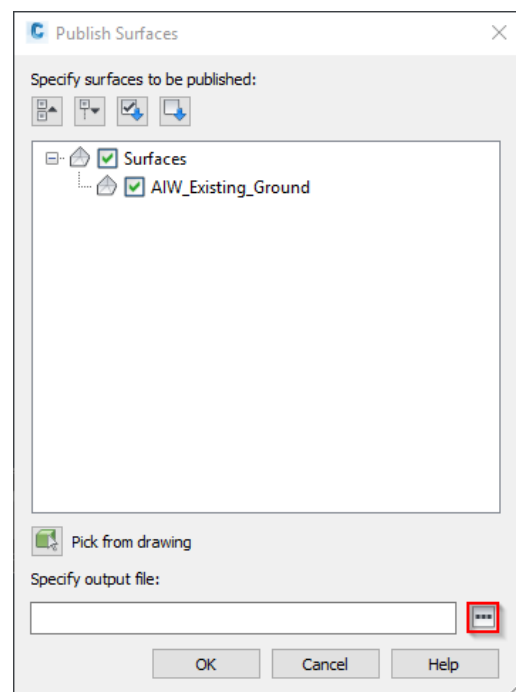 Publish Surfaces
Specify surfaces to be published:
Surfaces
AIW_Existing_Ground
Pick from drawing
Specify output file:
OK Cancel Help